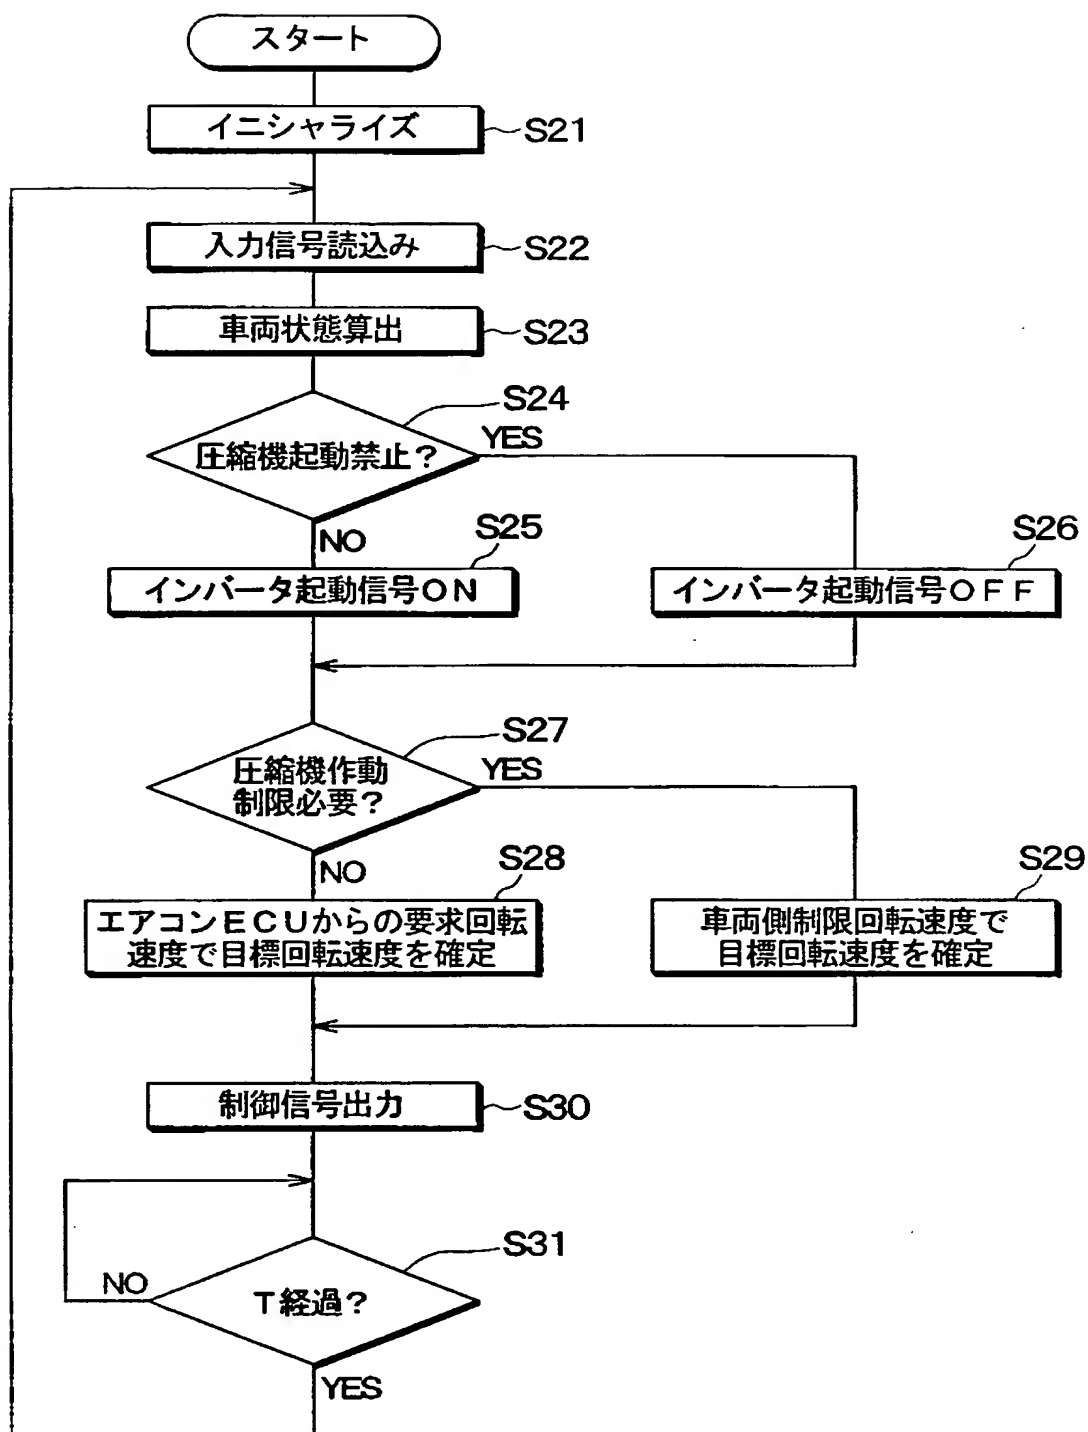 スタート
イニシャライズ
S21
入力信号読込み
S22
車両状態算出
S23
S24
圧縮機起動禁止?
YES
NO
S25
インバータ起動信号ON
S26
インバータ起動信号OFF
S27
圧縮機作動
制限必要?
YES
NO
S28
エアコンECUからの要求回転
速度で目標回転速度を確定
S29
車両側制限回転速度で
目標回転速度を確定
制御信号出力
S30
S31
NO
T経過?
YES